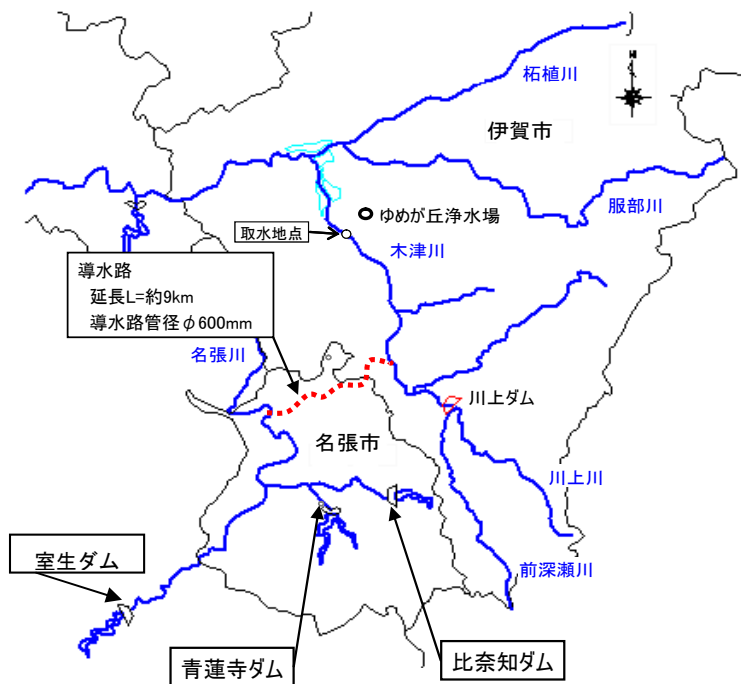 柘植川
伊賀市
服部川
ゆめが丘浄水場
取水地点
木津川
導水路
延長L=約9km
導水路管径φ600mm
名張川
川上ダム
名張市
川上川
室生ダム
前深瀬川
青蓮寺ダム
比奈知ダム